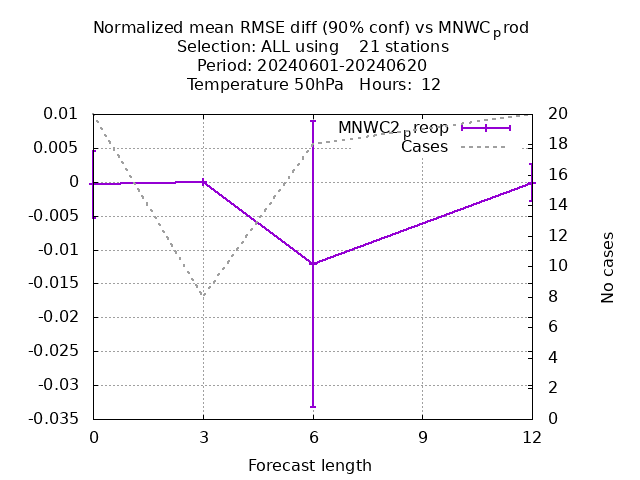 Normalized mean RMSE diff (90% conf) vs MNWCprod
Selection: ALL using    21 stations
Period: 20240601-20240620
Temperature 50hPa   Hours:  12
0.01
0.005
0
-0.005
-0.01
-0.015
-0.02
-0.025
-0.03
-0.035
MNWC2preop
Cases
20
18
16
14
12
10
8
6
4
2
0
No cases
0 3 6 9 12
Forecast length